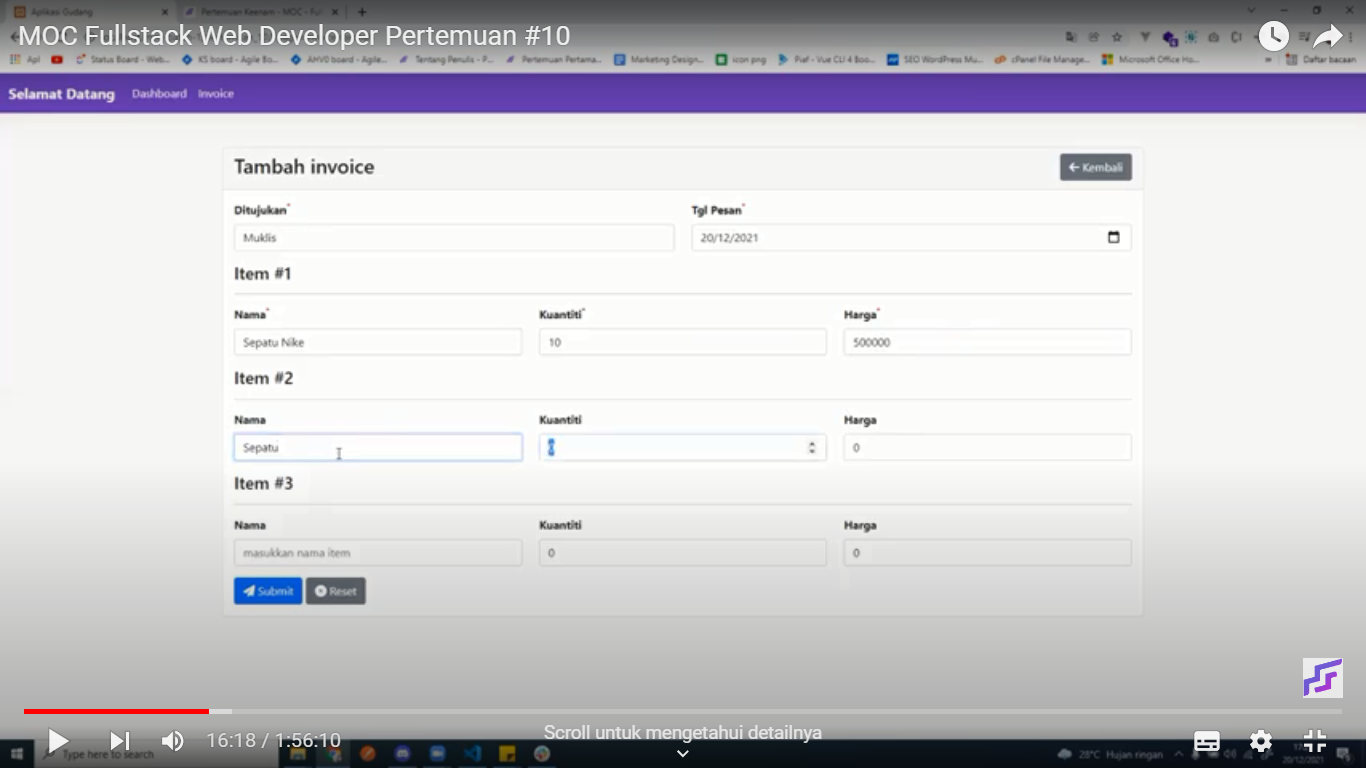 Aplikasi Gudang
Pertemuan Keenam - MOC - Full
MOC Fullstack Web Developer Pertemuan #10
Apl
Status Board - Web...
KS board - Agile Bo...
AHV0 board - Agile...
Tentang Penulis - P...
Pertemuan Pertama...
Marketing Design...
icon png
Piaf - Vue CLI 4 Boo...
SEO WordPress Mu...
cPanel File Manage...
Microsoft Office Ho...
Daftar bacaan
Selamat Datang Dashboard Invoice
Tambah invoice
Kembali
Ditujukan* Tgl Pesan*
Muklis 20/12/2021
Item #1
Nama* Kuantiti* Harga*
Sepatu Nike 10 500000
Item #2
Nama Kuantiti Harga
Sepatu 0 0
Item #3
Nama Kuantiti Harga
masukkan nama item 0 0
Submit Reset
16:18 / 1:56:10
Scroll untuk mengetahui detailnya
Type here to search
28°C Hujan ringan
20/12/2021